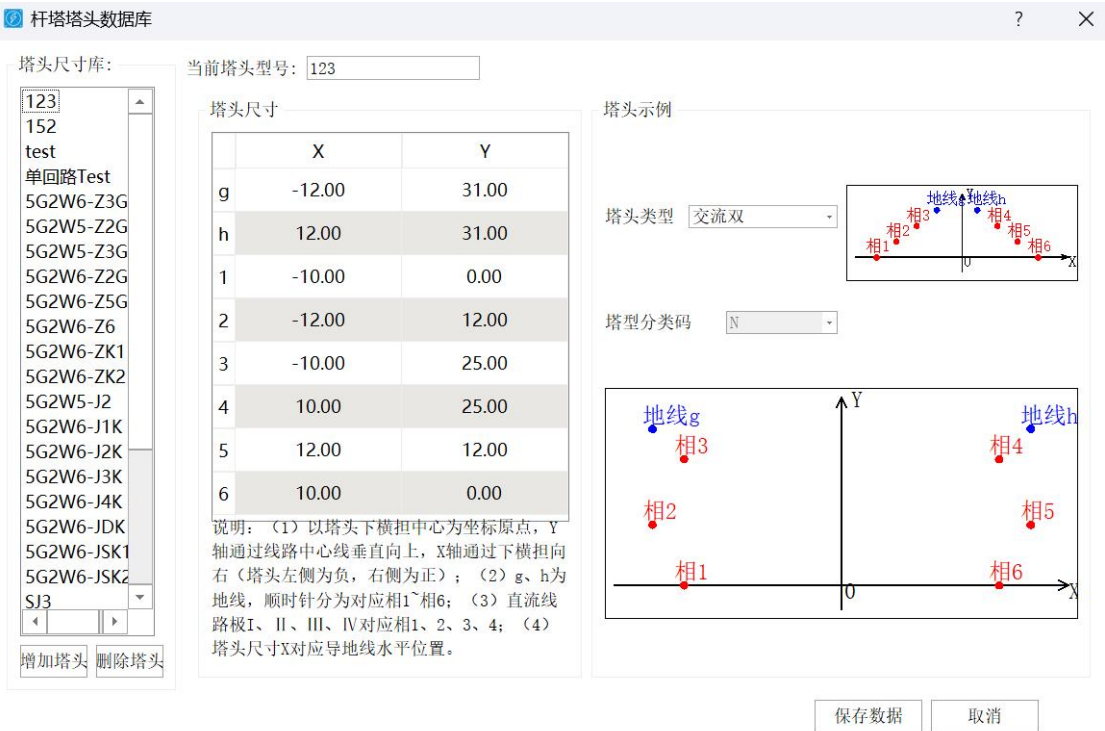 杆塔塔头数据库
?
塔头尺寸库:
当前塔头型号: 123
123
152
test
单回路Test
5G2W6-Z3G
5G2W5-Z2G
5G2W5-Z3G
5G2W6-Z2G
5G2W6-Z5G
5G2W6-Z6
5G2W6-ZK1
5G2W6-ZK2
5G2W5-J2
5G2W6-J1K
5G2W6-J2K
5G2W6-J3K
5G2W6-J4K
5G2W6-JDK
5G2W6-JSK1
5G2W6-JSK2
SJ3
增加塔头 删除塔头
塔头尺寸
X Y
g -12.00 31.00
h 12.00 31.00
1 -10.00 0.00
2 -12.00 12.00
3 -10.00 25.00
4 10.00 25.00
5 12.00 12.00
6 10.00 0.00
说明: （1）以塔头下横担中心为坐标原点，Y
轴通过线路中心线垂直向上，X轴通过下横担向
右（塔头左侧为负，右侧为正）; （2）g、h为
地线，顺时针分为对应相1~相6; （3）直流线
路极I、II、III、IV对应相1、2、3、4; （4）
塔头尺寸X对应导地线水平位置。
塔头示例
塔头类型 交流双
地线g Y 地线h
相3 相4
相2 相5
相1 相6
O X
塔型分类码 N
Y
地线g 地线h
相3 相4
相2 相5
相1 相6
O X
保存数据 取消